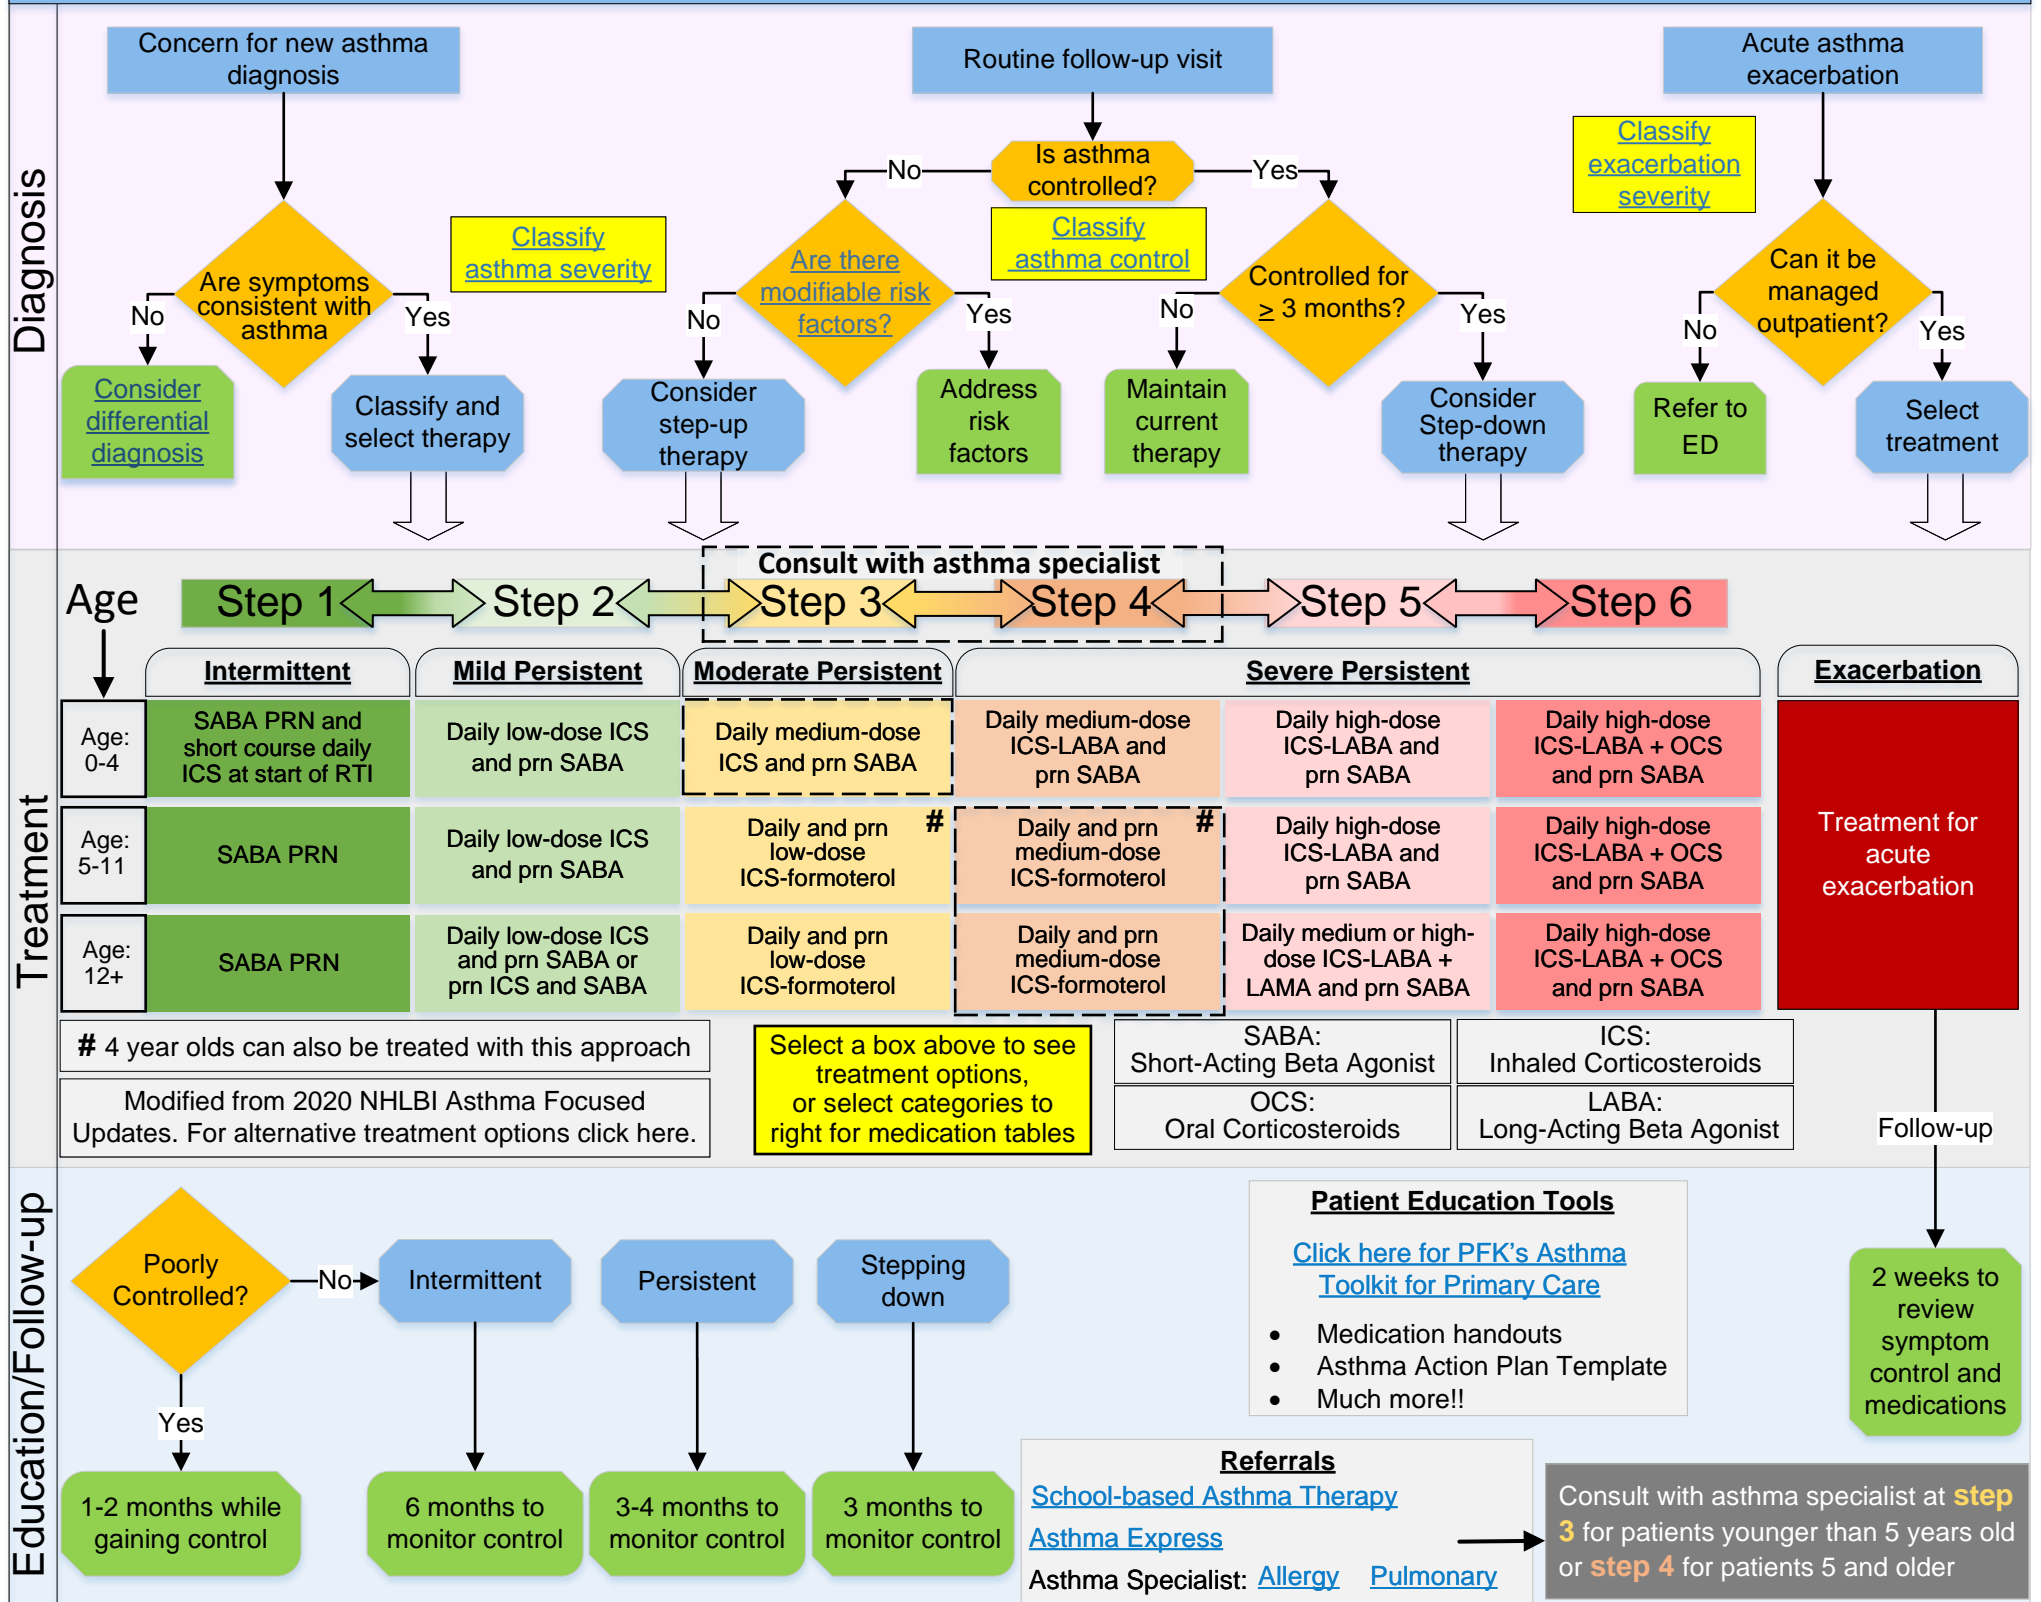 Diagnosis
Concern for new asthma
diagnosis
Are symptoms
consistent with
asthma
No
Yes
Consider
differential
diagnosis
Classify and
select therapy
Classify
asthma severity
Routine follow-up visit
Is asthma
controlled?
No
Yes
Classify
asthma control
Are there
modifiable risk
factors?
No
Yes
Consider
step-up
therapy
Address
risk
factors
Controlled for
≥ 3 months?
No
Yes
Maintain
current
therapy
Consider
Step-down
therapy
Acute asthma
exacerbation
Classify
exacerbation
severity
Can it be
managed
outpatient?
No
Yes
Refer to
ED
Select
treatment
Treatment
Consult with asthma specialist
Age
Step 1
Step 2
Step 3
Step 4
Step 5
Step 6
Intermittent
Mild Persistent
Moderate Persistent
Severe Persistent
Exacerbation
Age:
0-4
SABA PRN and
short course daily
ICS at start of RTI
Daily low-dose ICS
and prn SABA
Daily medium-dose
ICS and prn SABA
Daily medium-dose
ICS-LABA and
prn SABA
Daily high-dose
ICS-LABA and
prn SABA
Daily high-dose
ICS-LABA + OCS
and prn SABA
Age:
5-11
SABA PRN
Daily low-dose ICS
and prn SABA
Daily and prn #
low-dose
ICS-formoterol
Daily and prn #
medium-dose
ICS-formoterol
Daily high-dose
ICS-LABA and
prn SABA
Daily high-dose
ICS-LABA + OCS
and prn SABA
Age:
12+
SABA PRN
Daily low-dose ICS
and prn SABA or
prn ICS and SABA
Daily and prn
low-dose
ICS-formoterol
Daily and prn
medium-dose
ICS-formoterol
Daily medium or high-
dose ICS-LABA +
LAMA and prn SABA
Daily high-dose
ICS-LABA + OCS
and prn SABA
Treatment for
acute
exacerbation
# 4 year olds can also be treated with this approach
Modified from 2020 NHLBI Asthma Focused
Updates. For alternative treatment options click here.
Select a box above to see
treatment options,
or select categories to
right for medication tables
SABA:
Short-Acting Beta Agonist
ICS:
Inhaled Corticosteroids
OCS:
Oral Corticosteroids
LABA:
Long-Acting Beta Agonist
Follow-up
Education/Follow-up
Poorly
Controlled?
No
Yes
Intermittent
Persistent
Stepping
down
1-2 months while
gaining control
6 months to
monitor control
3-4 months to
monitor control
3 months to
monitor control
Patient Education Tools
Click here for PFK's Asthma
Toolkit for Primary Care
• Medication handouts
• Asthma Action Plan Template
• Much more!!
2 weeks to
review
symptom
control and
medications
Referrals
School-based Asthma Therapy
Asthma Express
Asthma Specialist: Allergy Pulmonary
Consult with asthma specialist at step
3 for patients younger than 5 years old
or step 4 for patients 5 and older